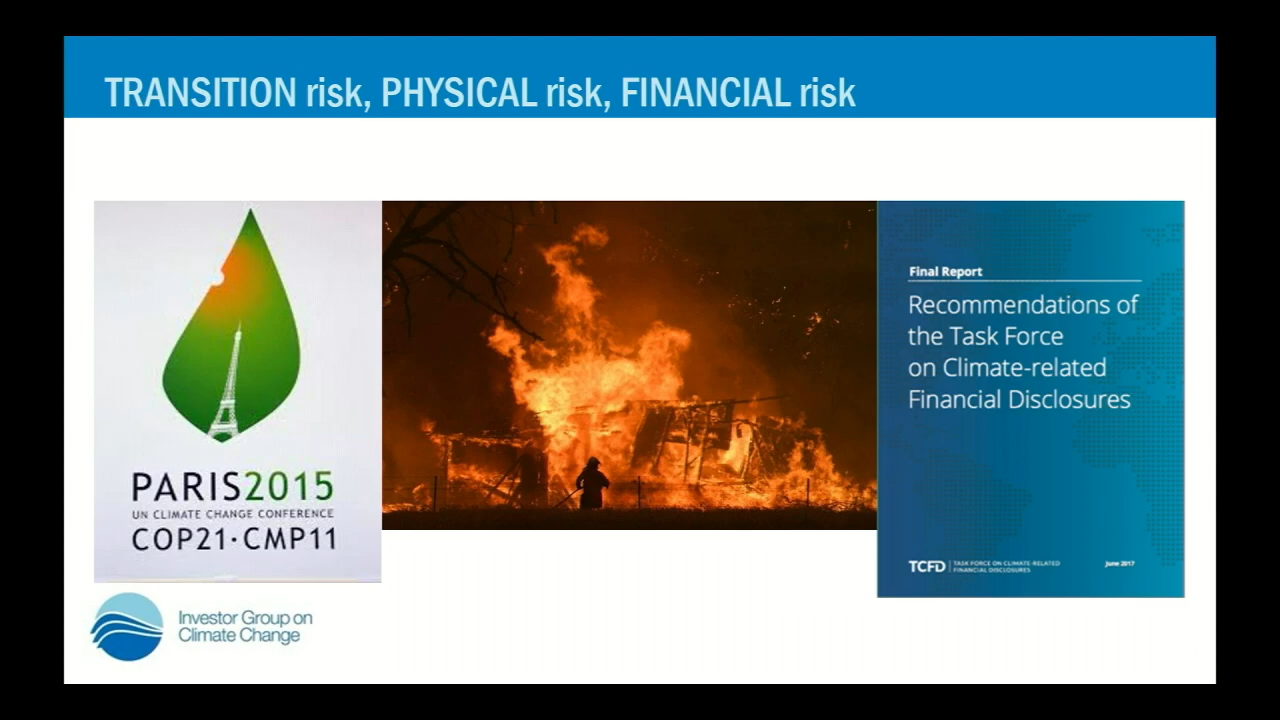 TRANSITION risk, PHYSICAL risk, FINANCIAL risk
PARIS2015
UN CLIMATE CHANGE CONFERENCE
COP21·CMP11
Final Report
Recommendations of
the Task Force
on Climate-related
Financial Disclosures
TCFD
TASK FORCE ON CLIMATE-RELATED
FINANCIAL DISCLOSURES
June 2017
Investor Group on
Climate Change